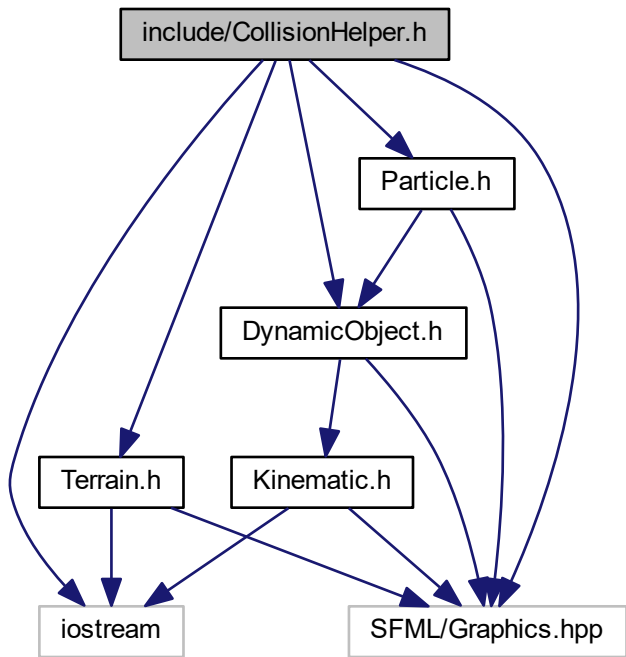 include/CollisionHelper.h
Particle.h
DynamicObject.h
Terrain.h
Kinematic.h
iostream
SFML/Graphics.hpp